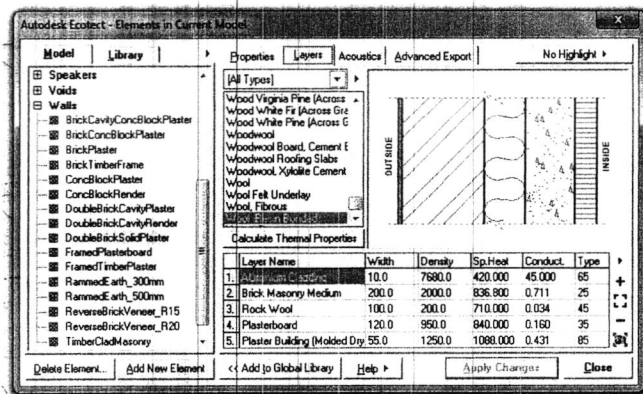 Autodesk Ecotect - Elements in Current Model
Model Library
Properties Layers Acoustics Advanced Export No Highlight
Speakers
Voids
Walls
BrickCavityConcBlockPlaster
BrickConcBlockPlaster
BrickPlaster
BrickTimberFrame
ConcBlockPlaster
ConcBlockRender
DoubleBrickCavityPlaster
DoubleBrickCavityRender
DoubleBrickSolidPlaster
FramedPlasterboard
FramedTimberPlaster
RammedEarth_300mm
RammedEarth_500mm
ReverseBrickVeneer_R15
ReverseBrickVeneer_R20
TimberCladMasonry
[All Types]
Wood Virginia Pine (Across
Wood White Fir (Across Gra
Wood White Pine (Across G
Woodwool
Woodwool Board, Cement B
Woodwool Roofing Slabs
Woodwool, Xylolite Cement
Wool
Wool Felt Underlay
Wool, Fibrous
Wool, Resin Bonded
Calculate Thermal Properties
OUTSIDE
INSIDE
Layer Name Width Density Sp.Heat Conduct. Type
1. Cladding 10.0 7680.0 420.000 45.000 65
2. Brick Masonry Medium 200.0 2000.0 836.800 0.711 25
3. Rock Wool 100.0 200.0 710.000 0.034 45
4. Plasterboard 120.0 950.0 840.000 0.160 35
5. Plaster Building (Molded Dry 55.0 1250.0 1088.000 0.431 85
Delete Element... Add New Element << Add to Global Library Help Apply Changes Close